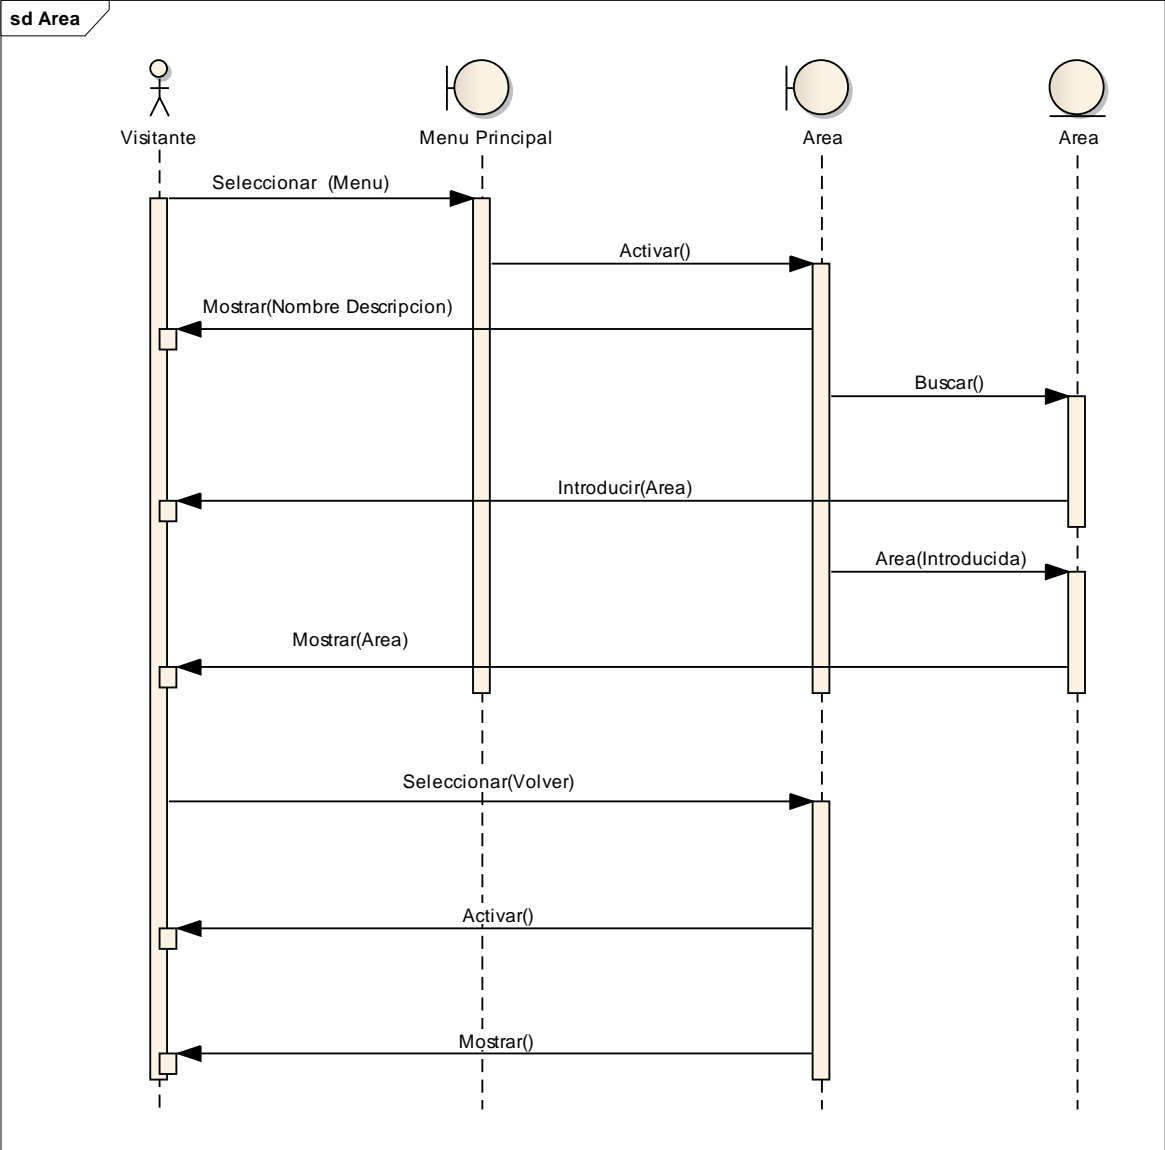 sd Area
Visitante
Menu Principal
Area
Area
Seleccionar (Menu)
Activar()
Mostrar(Nombre Descripcion)
Buscar()
Introducir(Area)
Area(Introducida)
Mostrar(Area)
Seleccionar(Volver)
Activar()
Mostrar()